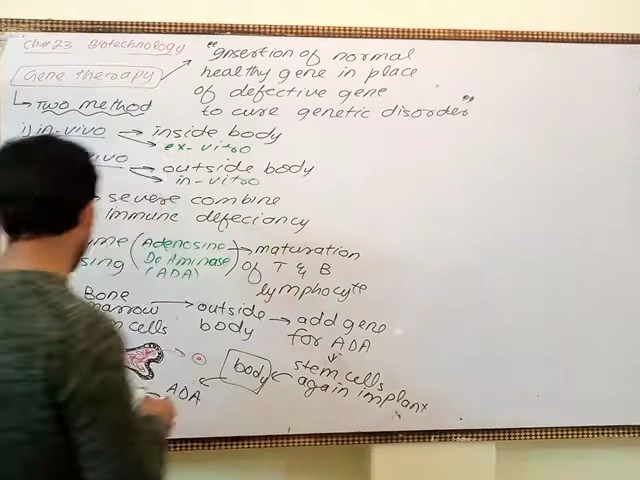 Ch# 23 Biotechnology
Gene therapy → "Insertion of normal
healthy gene in place
of defective gene
to cure genetic disorder"
Two method
i) in-vivo → inside body
→ ex-vitro
vivo → outside body
→ in-vitro
severe combine
immune defeciancy
(Adenosine
De Aminase
(ADA) → maturation
of T & B
lymphocyte
Bone
marrow → outside
body → add gene
for ADA
cells
stem cells
again implant
body
ADA